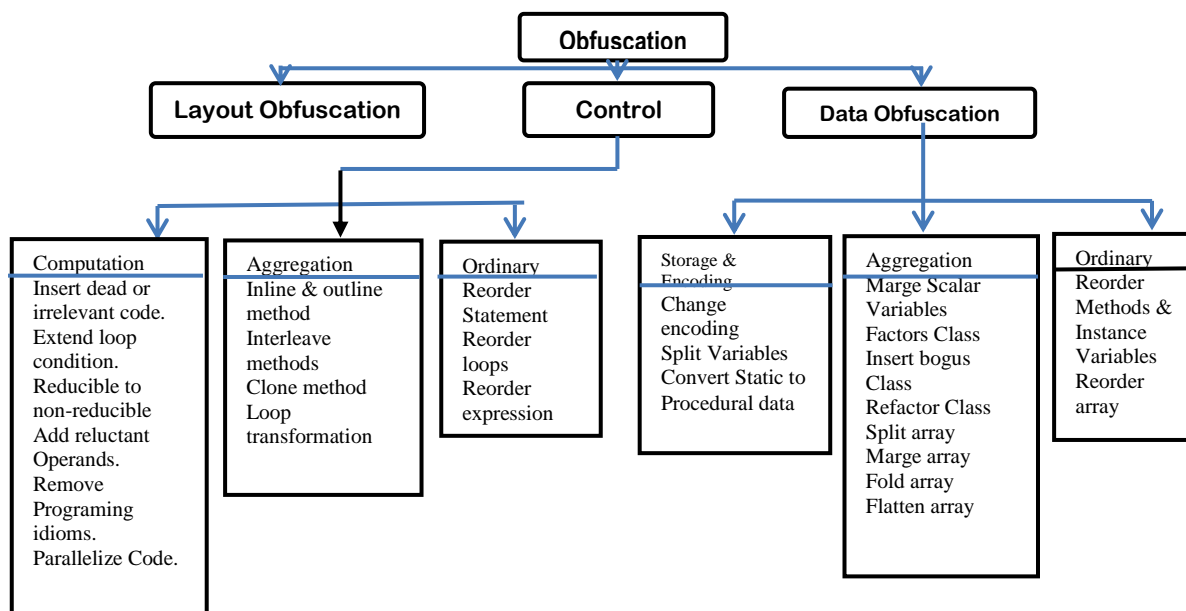 Obfuscation
Layout Obfuscation
Control
Data Obfuscation
Computation
Insert dead or
irrelevant code.
Extend loop
condition.
Reducible to
non-reducible
Add reluctant
Operands.
Remove
Programing
idioms.
Parallelize Code.
Aggregation
Inline & outline
method
Interleave
methods
Clone method
Loop
transformation
Ordinary
Reorder
Statement
Reorder
loops
Reorder
expression
Storage &
Encoding
Change
encoding
Split Variables
Convert Static to
Procedural data
Aggregation
Marge Scalar
Variables
Factors Class
Insert bogus
Class
Refactor Class
Split array
Marge array
Fold array
Flatten array
Ordinary
Reorder
Methods &
Instance
Variables
Reorder
array